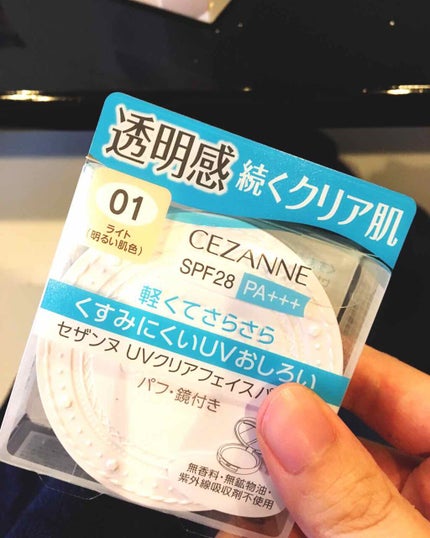 透明感 続くクリア肌
01
ライト
(明るい肌色)
CEZANNE
SPF28 PA+++
軽くてさらさら
くすみにくいUVおしろい
セザンヌ UVクリアフェイスパ
パフ・鏡付き
無香料・無鉱物油・
紫外線吸収剤不使用